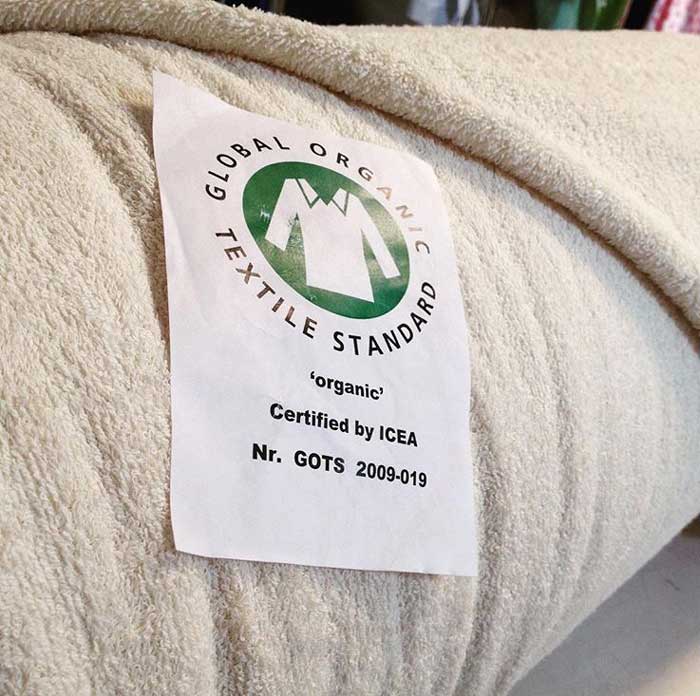 GLOBAL ORGANIC
TEXTILE STANDARD
‘organic’
Certified by ICEA
Nr. GOTS 2009-019